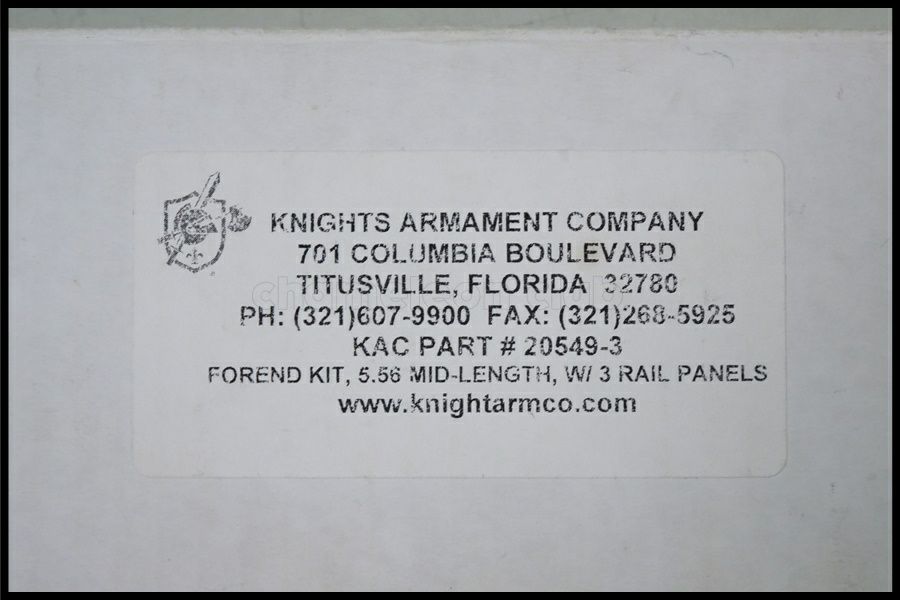 KNIGHTS ARMAMENT COMPANY
701 COLUMBIA BOULEVARD
TITUSVILLE, FLORIDA 32780
PH: (321)607-9900 FAX: (321)268-5925
KAC PART # 20549-3
FOREND KIT, 5.56 MID-LENGTH, W/ 3 RAIL PANELS
www.knightarmco.com